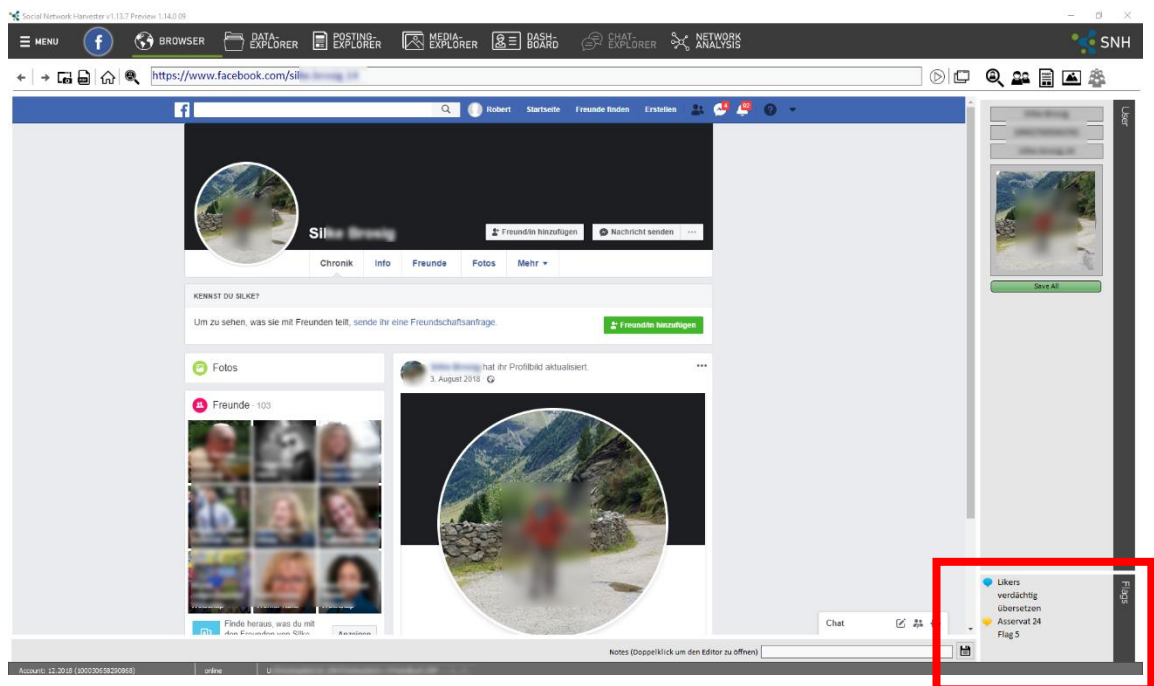 Social Network Harvester v1.13.7 Preview 1.14.0 09
MENU
BROWSER
DATA-EXPLORER
POSTING-EXPLORER
MEDIA-EXPLORER
DASH-BOARD
CHAT-EXPLORER
NETWORK ANALYSIS
SNH
https://www.facebook.com/sil
Robert Startseite Freunde finden Erstellen
4
82
User
Sil
Freund/in hinzufügen
Nachricht senden
Chronik Info Freunde Fotos Mehr
Save All
KENNST DU SILKE?
Um zu sehen, was sie mit Freunden teilt, sende ihr eine Freundschaftsanfrage.
Freund/in hinzufügen
Fotos
hat ihr Profilbild aktualisiert.
3. August 2018
Freunde · 103
Finde heraus, was du mit
den Freunden von Silke
Anzeigen
Chat
Flags
Likers
verdächtig
übersetzen
Asservat 24
Flag 5
Notes (Doppelklick um den Editor zu öffnen)
Account: 12.2018 (100030658290868)
online